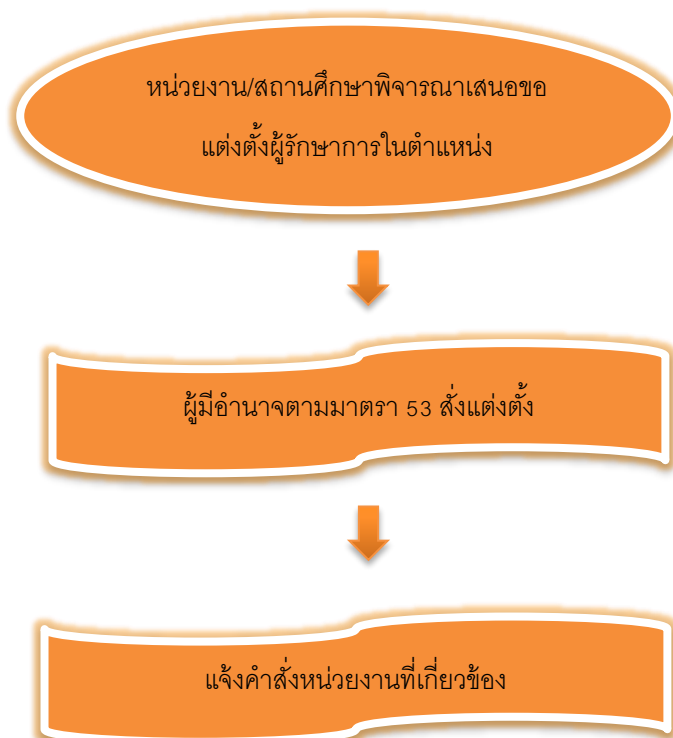 หน่วยงาน/สถานศึกษาพิจารณาเสนอขอ
แต่งตั้งผู้รักษาการในตำแหน่ง
ผู้มีอำนาจตามมาตรา 53 สั่งแต่งตั้ง
แจ้งคำสั่งหน่วยงานที่เกี่ยวข้อง